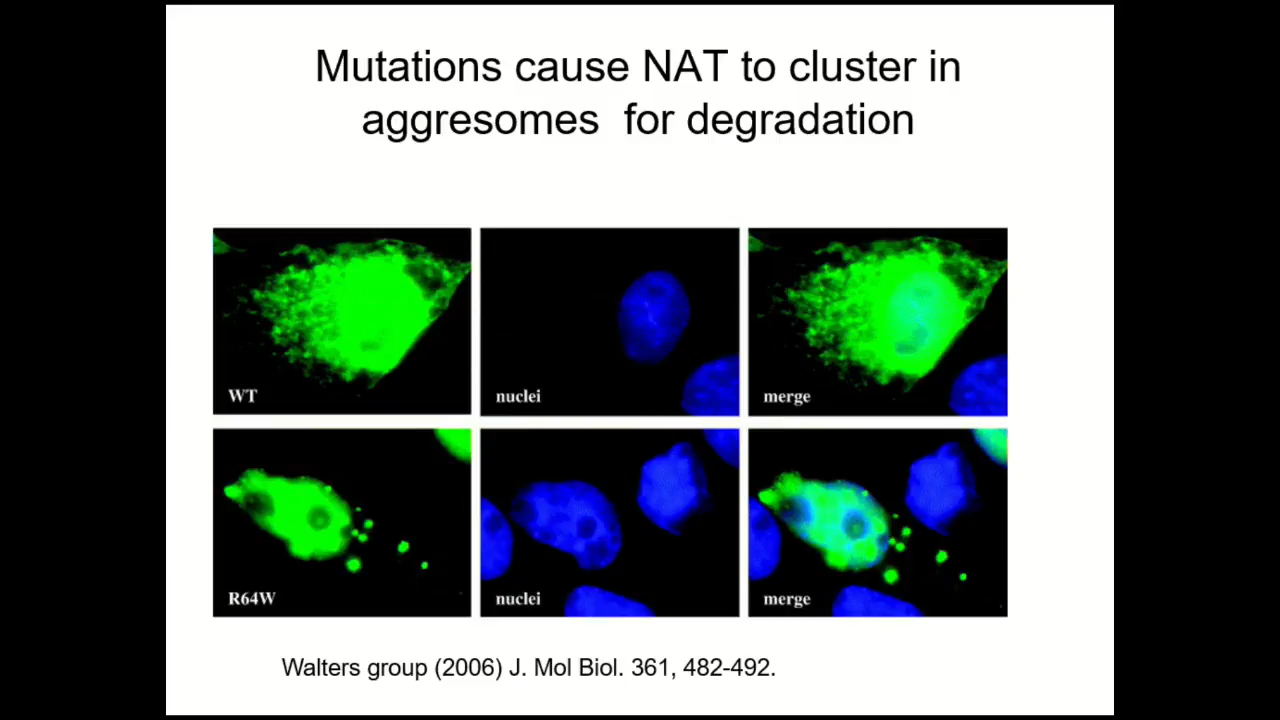 Mutations cause NAT to cluster in
aggresomes  for degradation
WT
nuclei
merge
R64W
nuclei
merge
Walters group (2006) J. Mol Biol. 361, 482-492.